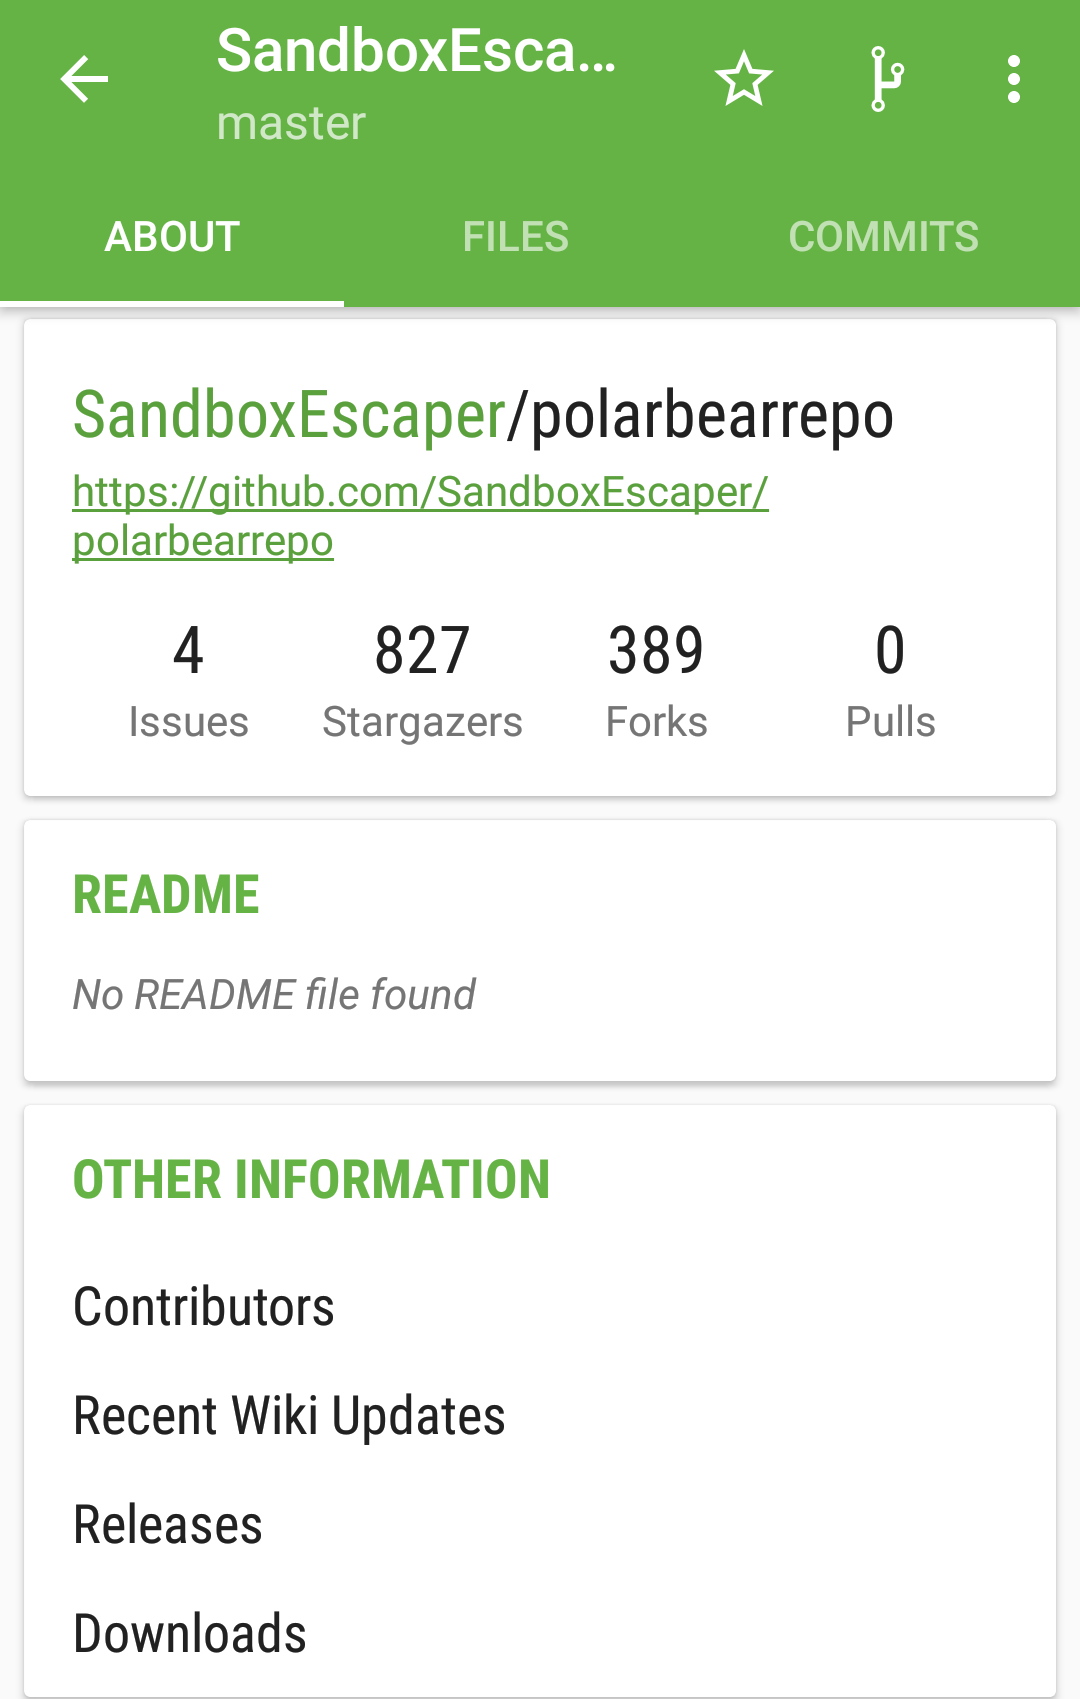 SandboxEsca...
master
ABOUT FILES COMMITS
SandboxEscaper/polarbearrepo
https://github.com/SandboxEscaper/
polarbearrepo
4 827 389 0
Issues Stargazers Forks Pulls
README
No README file found
OTHER INFORMATION
Contributors
Recent Wiki Updates
Releases
Downloads